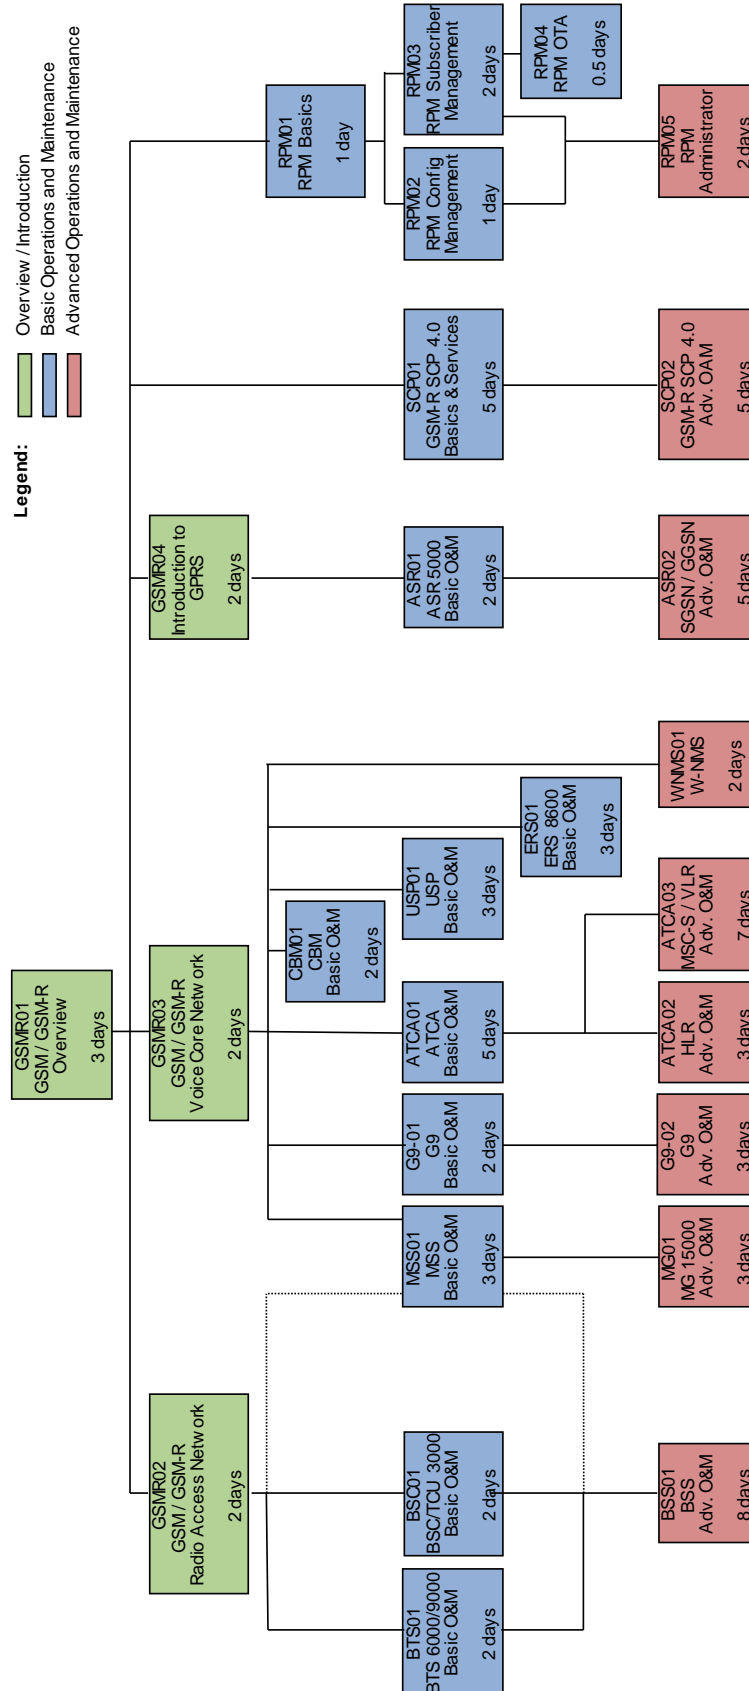 Legend:
Overview / Introduction
Basic Operations and Maintenance
Advanced Operations and Maintenance
GSMR01
GSM / GSM-R
Overview
3 days
GSMR02
GSM / GSM-R
Radio Access Network
2 days
GSMR03
GSM / GSM-R
Voice Core Network
2 days
GSMR04
Introduction to
GPRS
2 days
RPM01
RPM Basics
1 day
CBM01
CBM
Basic O&M
2 days
BTS01
BTS 6000/9000
Basic O&M
2 days
BSC01
BSC/TCU 3000
Basic O&M
2 days
MSS01
MSS
Basic O&M
3 days
G9-01
G9
Basic O&M
2 days
ATCA01
ATCA
Basic O&M
5 days
USP01
USP
Basic O&M
3 days
ASR01
ASR 5000
Basic O&M
2 days
SCP01
GSM-R SCP 4.0
Basics & Services
5 days
RPM02
RPM Config
Management
1 day
RPM03
RPM Subscriber
Management
2 days
ERS01
ERS 8600
Basic O&M
3 days
RPM04
RPM OTA
0.5 days
BSS01
BSS
Adv. O&M
8 days
MG01
MG 15000
Adv. O&M
3 days
G9-02
G9
Adv. O&M
3 days
ATCA02
HLR
Adv. O&M
3 days
ATCA03
MSC-S / VLR
Adv. O&M
7 days
WNMS01
W-NMS
2 days
ASR02
SGSN / GGSN
Adv. O&M
5 days
SCP02
GSM-R SCP 4.0
Adv. OAM
5 days
RPM05
RPM
Administrator
2 days